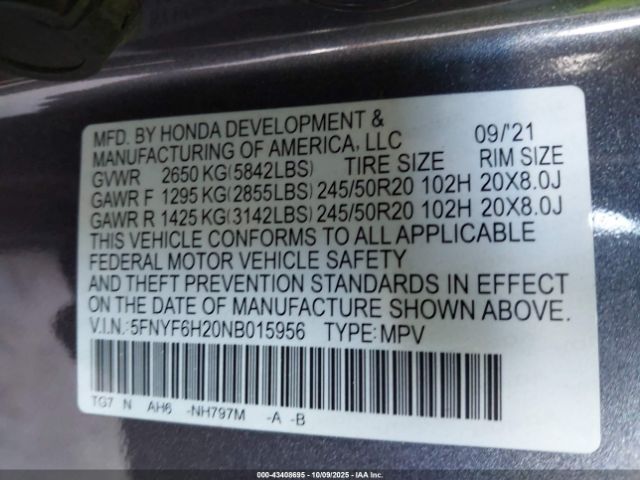 MFD. BY HONDA DEVELOPMENT &
MANUFACTURING OF AMERICA, LLC 09/'21
GVWR 2650 KG(5842LBS) TIRE SIZE RIM SIZE
GAWR F 1295 KG(2855LBS) 245/50R20 102H 20X8.0J
GAWR R 1425 KG(3142LBS) 245/50R20 102H 20X8.0J
THIS VEHICLE CONFORMS TO ALL APPLICABLE
FEDERAL MOTOR VEHICLE SAFETY
AND THEFT PREVENTION STANDARDS IN EFFECT
ON THE DATE OF MANUFACTURE SHOWN ABOVE.
V.I.N.:5FNYF6H20NB015956 TYPE:MPV
TG7 N AH6 -NH797M -A -B
000-43408695 10/09/2025 IAA Inc.